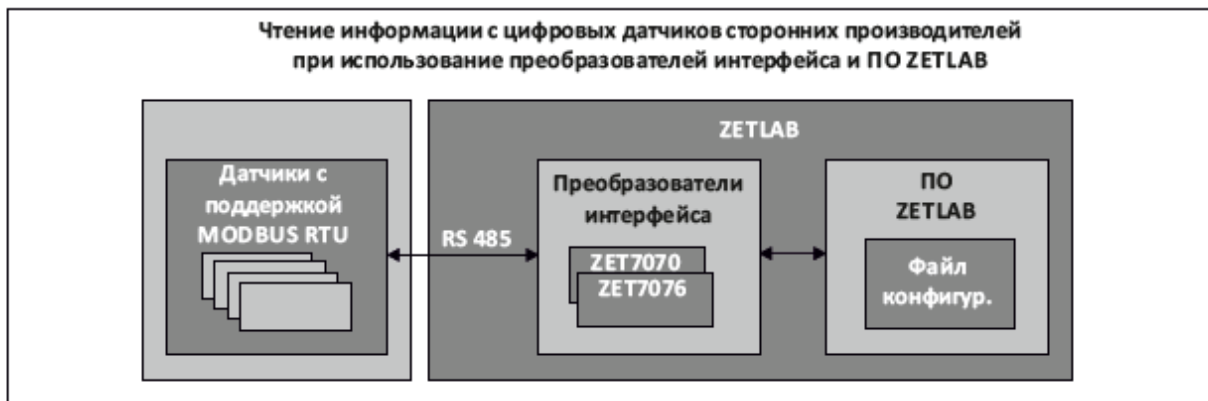 Чтение информации с цифровых датчиков сторонних производителей
при использование преобразователей интерфейса и ПО ZETLAB
ZETLAB
Датчики с
поддержкой
MODBUS RTU
RS 485
Преобразователи
интерфейса
ZET7070
ZET7076
ПО
ZETLAB
Файл
конфигур.